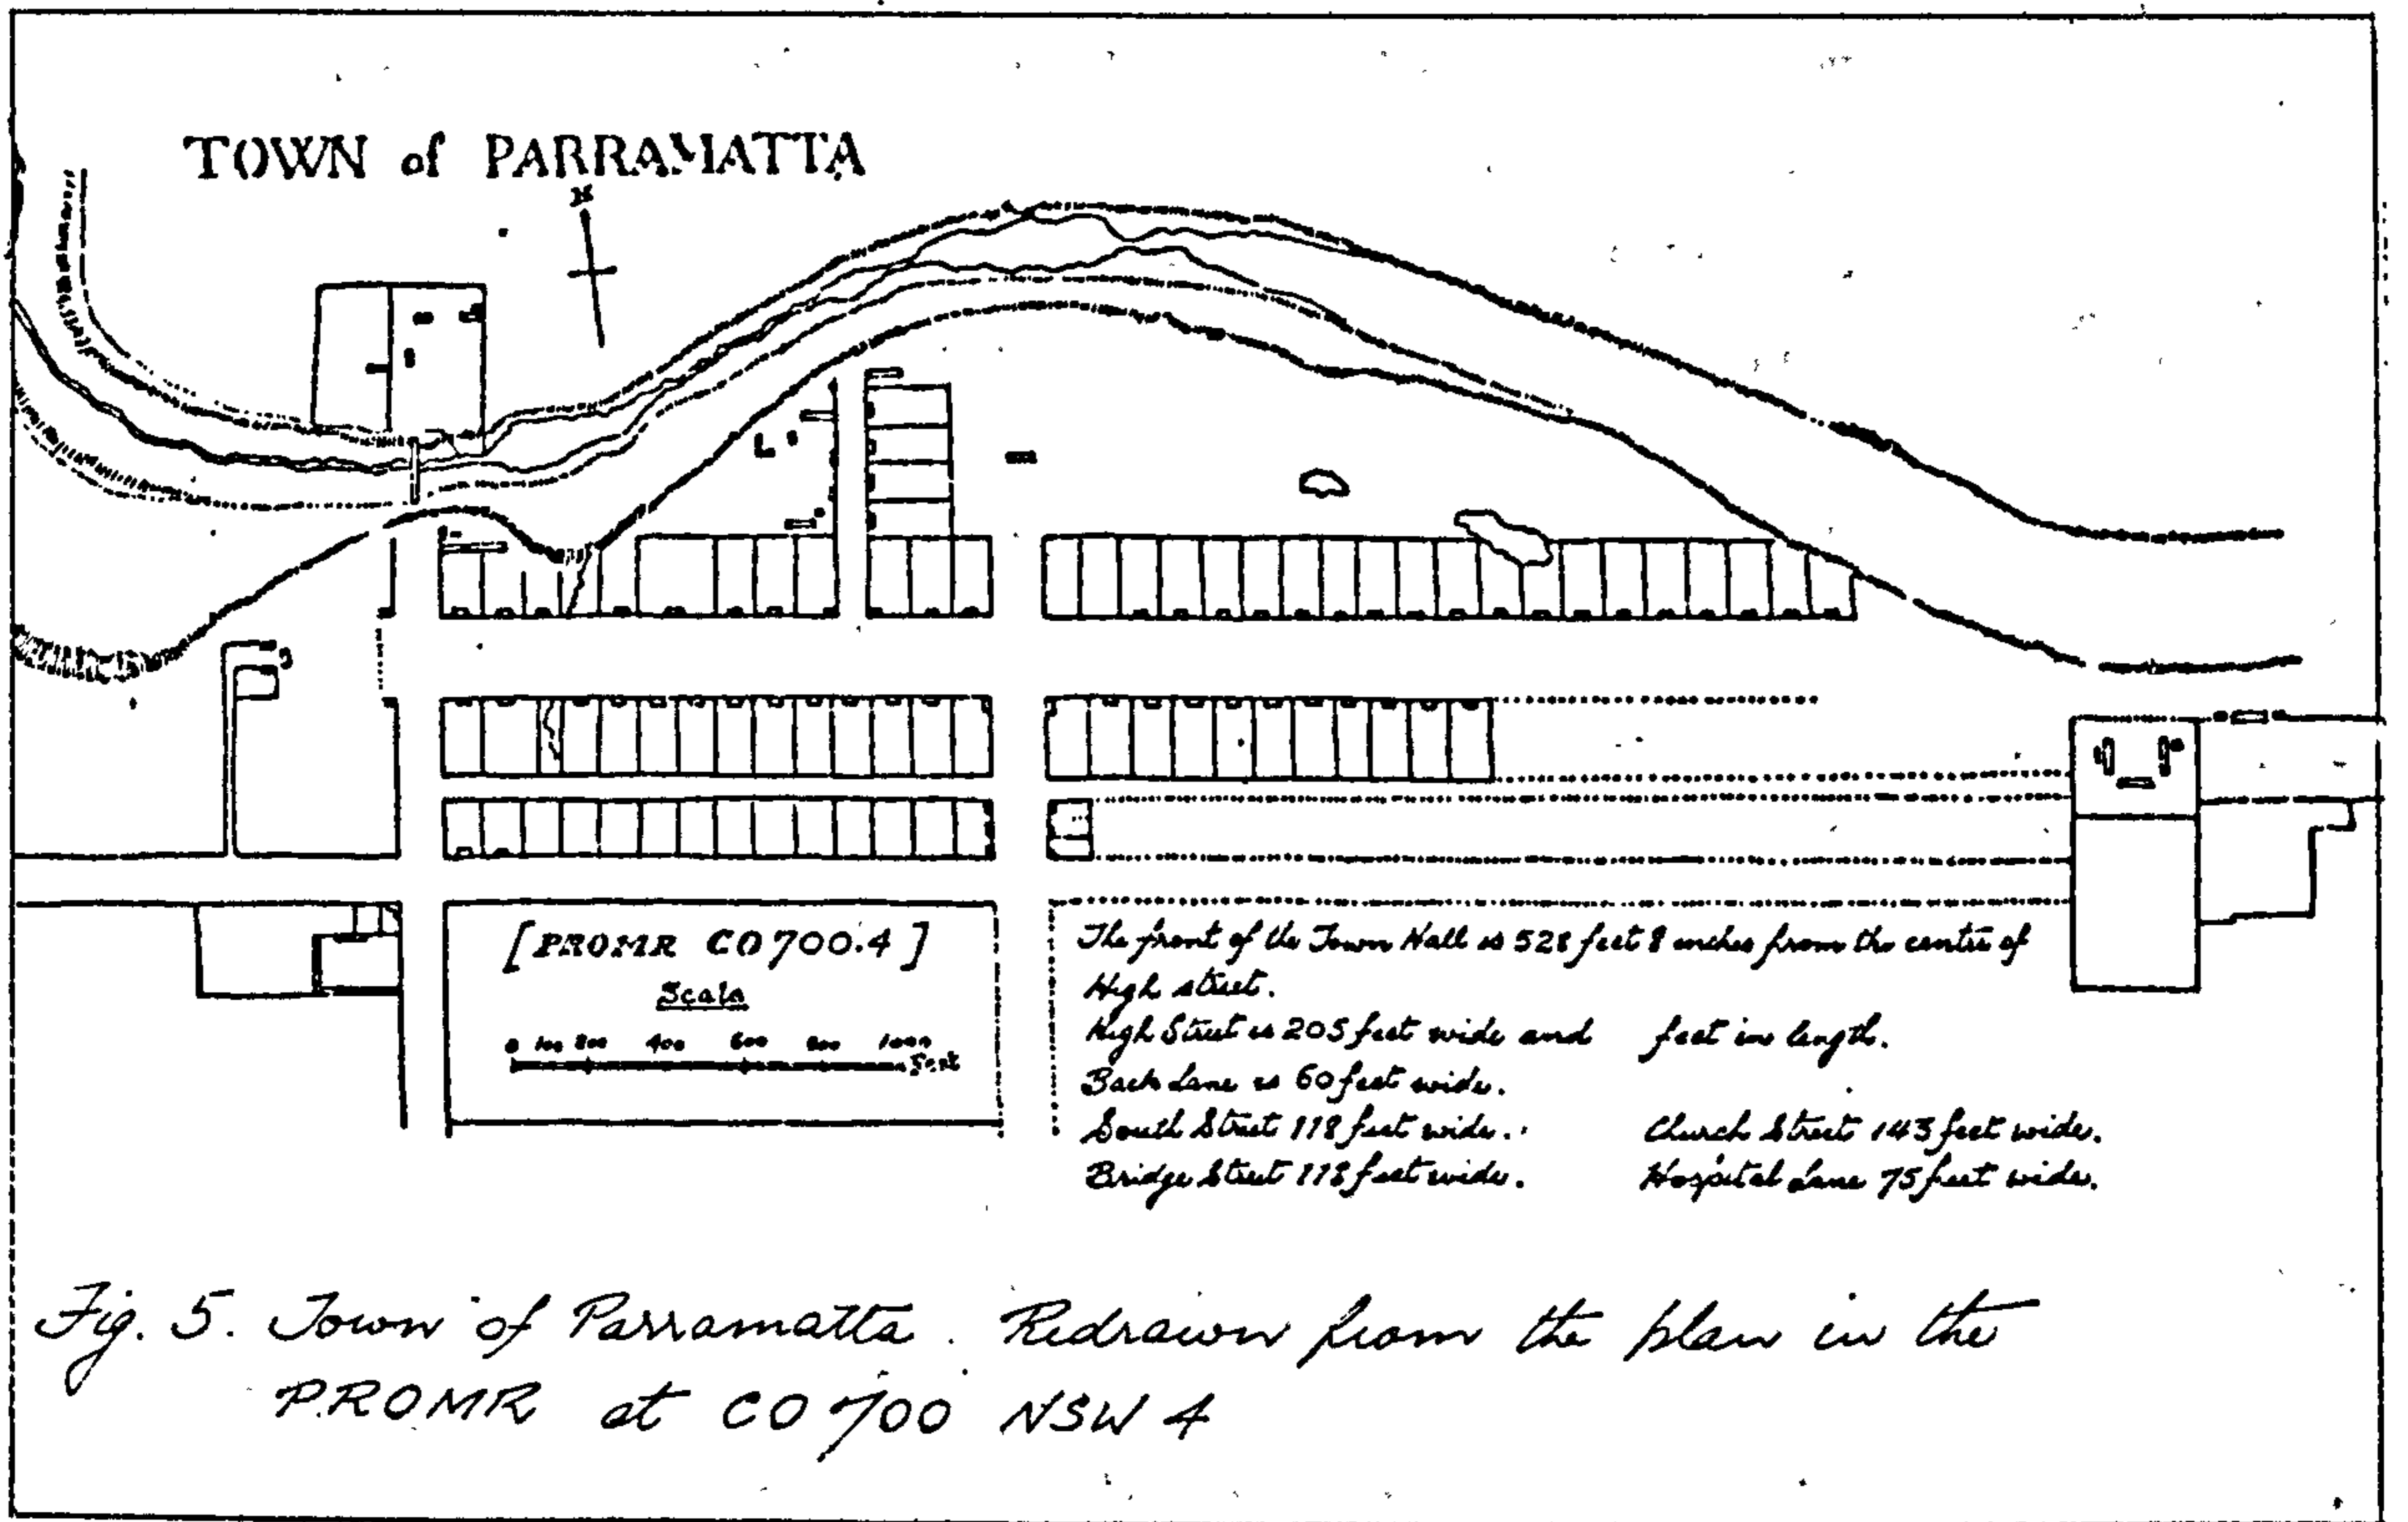 TOWN of PARRAMATTA
N
[PROMR CO 700.4]
Scale
0 100 200 400 600 800 1000 Feet
The front of the Town Hall is 528 feet 8 inches from the centre of
High street.
High Street is 205 feet wide and feet in length.
Back Lane is 60 feet wide.
South Street 118 feet wide. Church Street 143 feet wide.
Bridge Street 118 feet wide. Hospital Lane 75 feet wide.
Fig. 5. Town of Parramatta. Redrawn from the plan in the
P.ROMR at CO 700 NSW 4